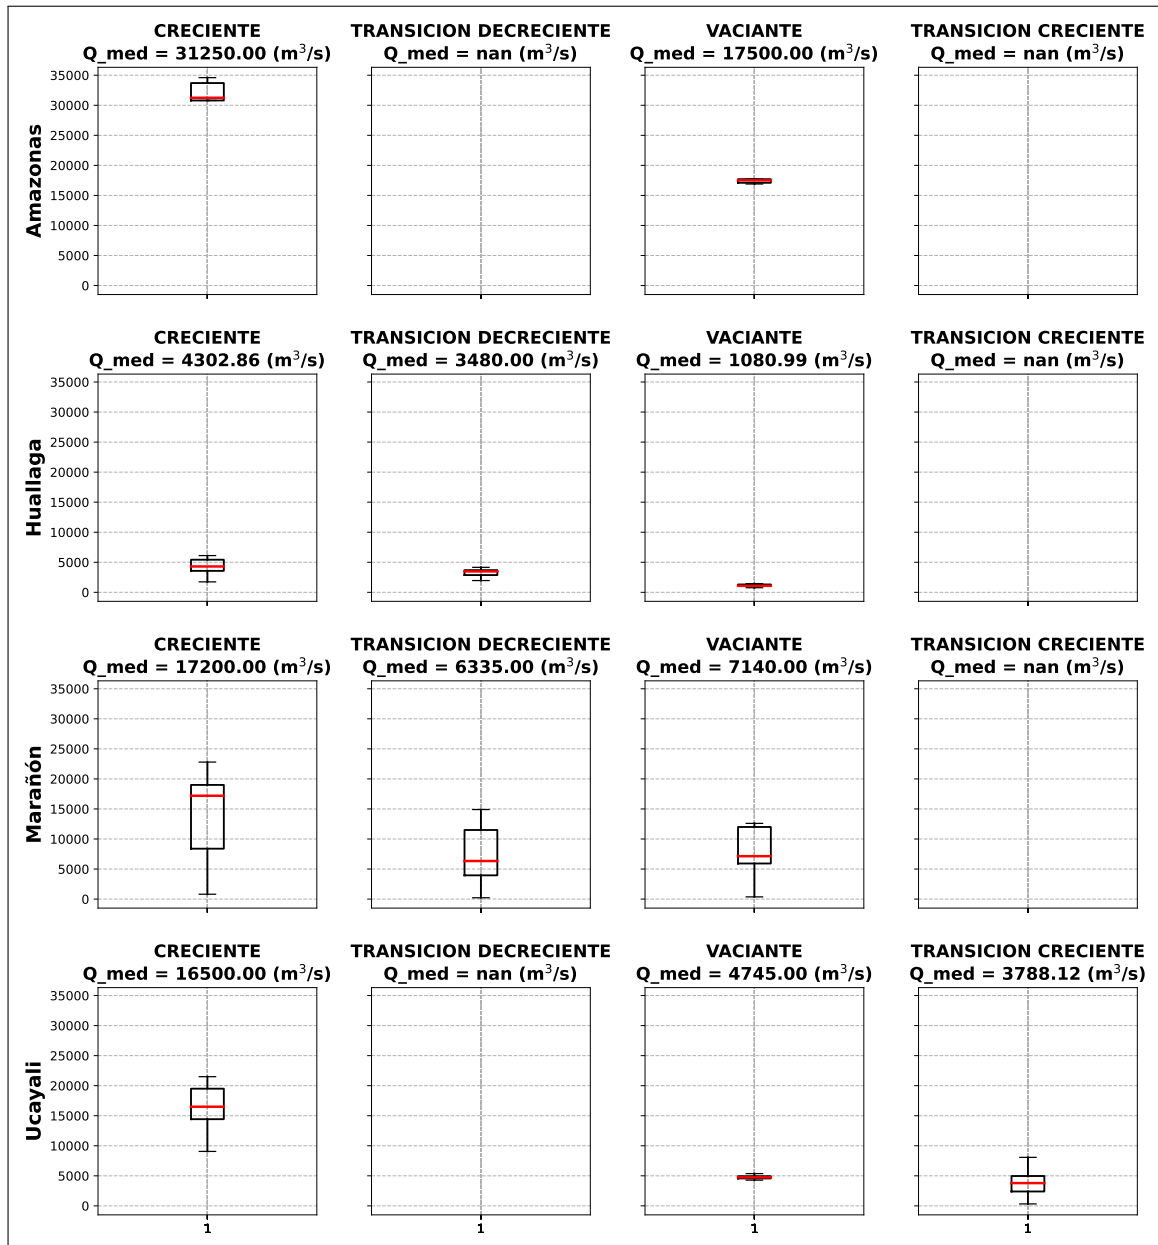 CRECIENTE
Q_med = 31250.00 (m³/s)
TRANSICION DECRECIENTE
Q_med = nan (m³/s)
VACIANTE
Q_med = 17500.00 (m³/s)
TRANSICION CRECIENTE
Q_med = nan (m³/s)
Amazonas
35000
30000
25000
20000
15000
10000
5000
0
CRECIENTE
Q_med = 4302.86 (m³/s)
TRANSICION DECRECIENTE
Q_med = 3480.00 (m³/s)
VACIANTE
Q_med = 1080.99 (m³/s)
TRANSICION CRECIENTE
Q_med = nan (m³/s)
Huallaga
35000
30000
25000
20000
15000
10000
5000
0
CRECIENTE
Q_med = 17200.00 (m³/s)
TRANSICION DECRECIENTE
Q_med = 6335.00 (m³/s)
VACIANTE
Q_med = 7140.00 (m³/s)
TRANSICION CRECIENTE
Q_med = nan (m³/s)
Marañón
35000
30000
25000
20000
15000
10000
5000
0
CRECIENTE
Q_med = 16500.00 (m³/s)
TRANSICION DECRECIENTE
Q_med = nan (m³/s)
VACIANTE
Q_med = 4745.00 (m³/s)
TRANSICION CRECIENTE
Q_med = 3788.12 (m³/s)
Ucayali
35000
30000
25000
20000
15000
10000
5000
0
1
1
1
1